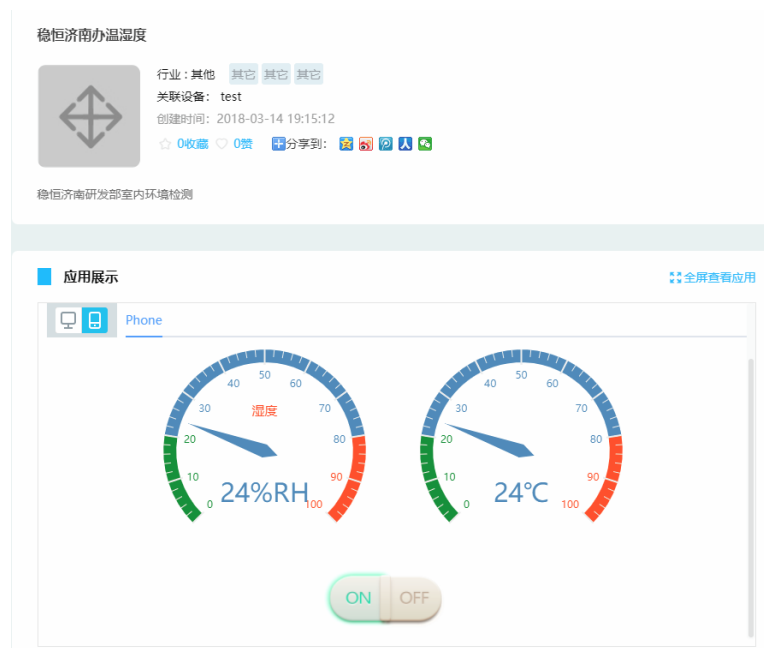 稳恒济南办温湿度
行业：其他 其它 其它 其它
关联设备： test
创建时间：2018-03-14 19:15:12
0收藏 0赞 分享到：
稳恒济南研发部室内环境检测
应用展示
全屏查看应用
Phone
0 10 20 30 40 50 60 70 80 90 100
湿度
24%RH
0 10 20 30 40 50 60 70 80 90 100
24℃
ON OFF